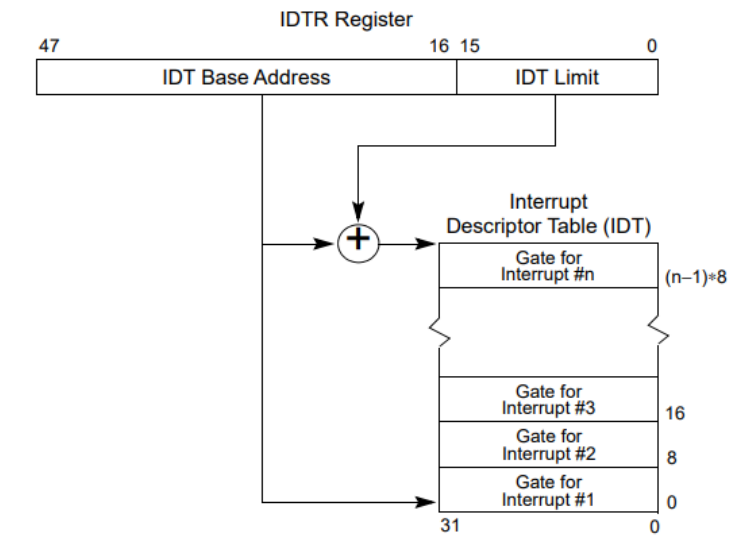 IDTR Register
47 16 15 0
IDT Base Address IDT Limit
+
Interrupt
Descriptor Table (IDT)
Gate for
Interrupt #n
(n−1)∗8
Gate for
Interrupt #3
16
Gate for
Interrupt #2
8
Gate for
Interrupt #1
0
31 0